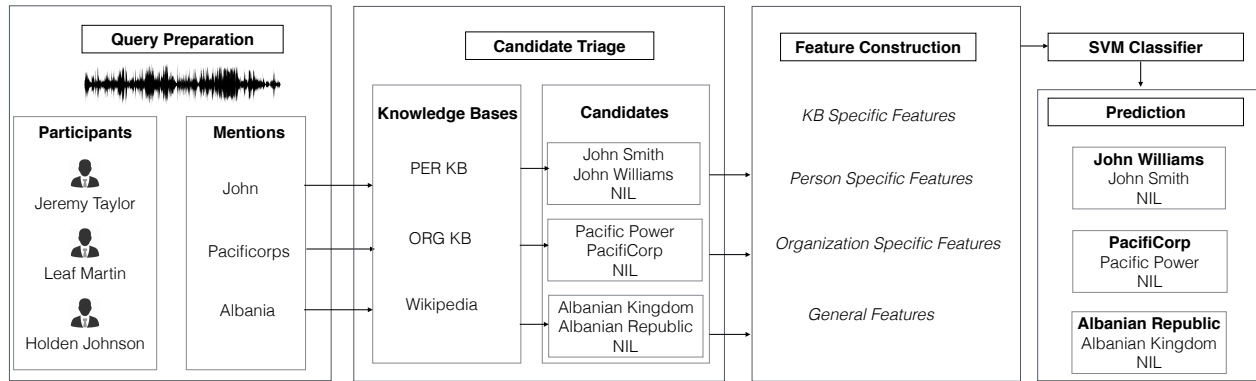 Query Preparation
Participants
Jeremy Taylor
Leaf Martin
Holden Johnson
Mentions
John
Pacificorps
Albania
Candidate Triage
Knowledge Bases
PER KB
ORG KB
Wikipedia
Candidates
John Smith
John Williams
NIL
Pacific Power
PacifiCorp
NIL
Albanian Kingdom
Albanian Republic
NIL
Feature Construction
KB Specific Features
Person Specific Features
Organization Specific Features
General Features
SVM Classifier
Prediction
John Williams
John Smith
NIL
PacifiCorp
Pacific Power
NIL
Albanian Republic
Albanian Kingdom
NIL